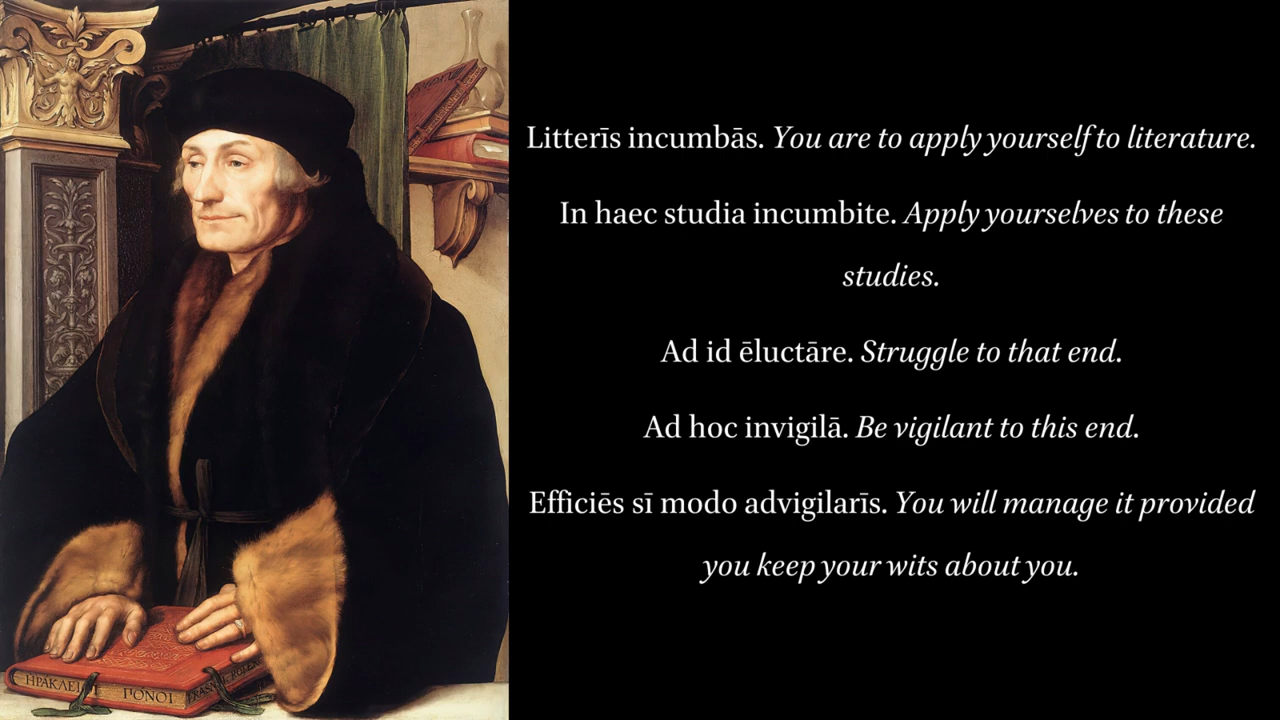 Litterīs incumbās. You are to apply yourself to literature.
In haec studia incumbite. Apply yourselves to these
studies.
Ad id ēluctāre. Struggle to that end.
Ad hoc invigilā. Be vigilant to this end.
Efficiēs sī modo advigilarīs. You will manage it provided
you keep your wits about you.
ΗΡΑΚΛΕΙ ΠΟΝΟΙ